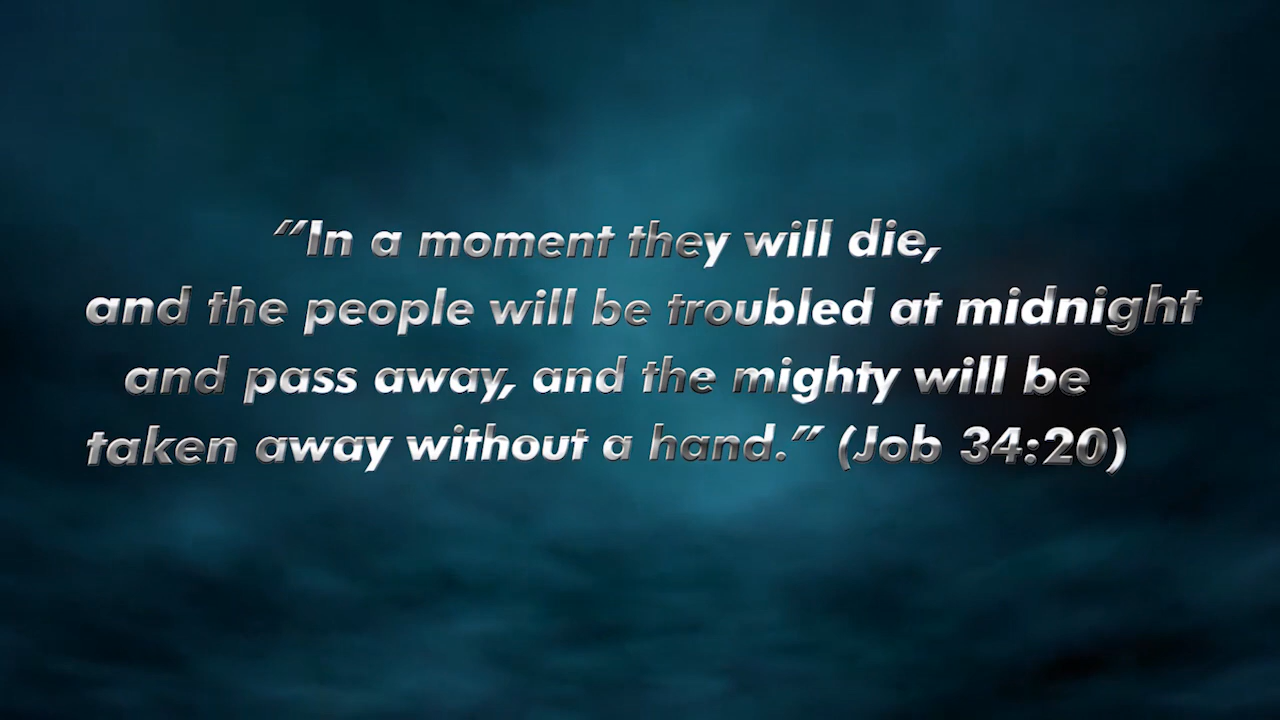 "In a moment they will die,
and the people will be troubled at midnight
and pass away, and the mighty will be
taken away without a hand." (Job 34:20)